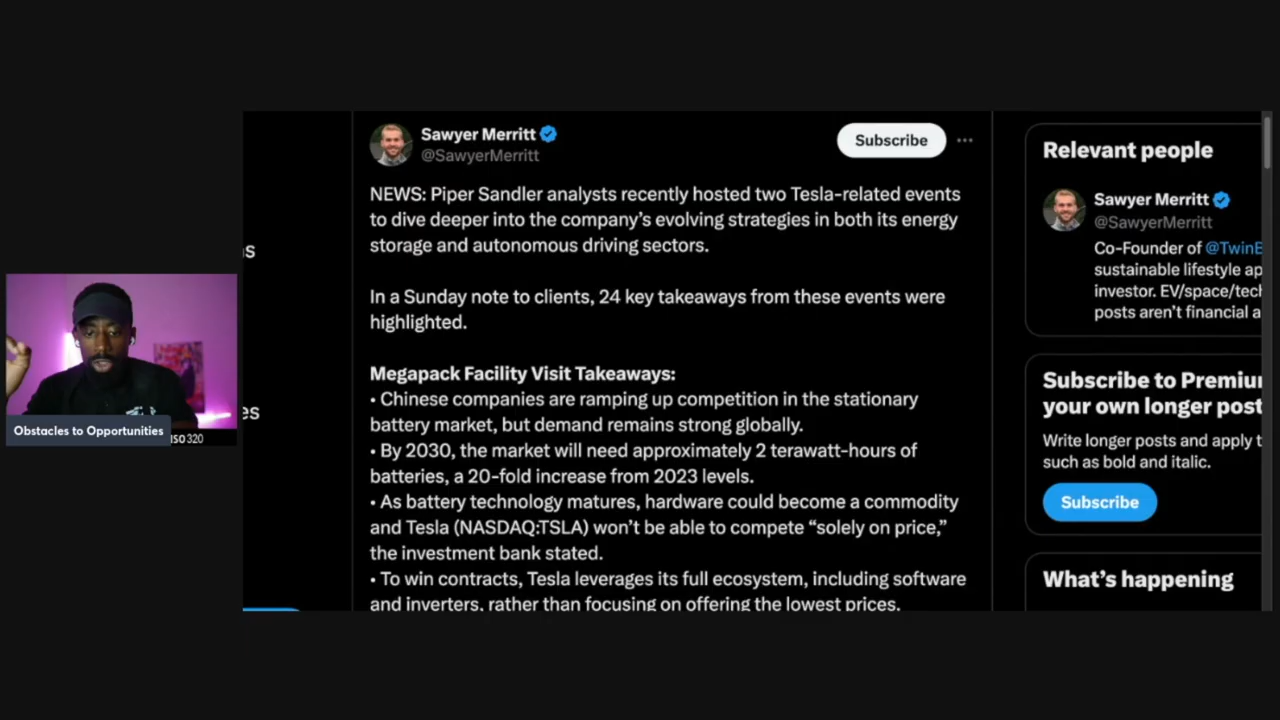 Sawyer Merritt
@SawyerMerritt
Subscribe
NEWS: Piper Sandler analysts recently hosted two Tesla-related events
to dive deeper into the company's evolving strategies in both its energy
storage and autonomous driving sectors.
In a Sunday note to clients, 24 key takeaways from these events were
highlighted.
Megapack Facility Visit Takeaways:
• Chinese companies are ramping up competition in the stationary
battery market, but demand remains strong globally.
• By 2030, the market will need approximately 2 terawatt-hours of
batteries, a 20-fold increase from 2023 levels.
• As battery technology matures, hardware could become a commodity
and Tesla (NASDAQ:TSLA) won't be able to compete “solely on price,”
the investment bank stated.
• To win contracts, Tesla leverages its full ecosystem, including software
and inverters, rather than focusing on offering the lowest prices.
Relevant people
Sawyer Merritt
@SawyerMerritt
Co-Founder of @TwinE
sustainable lifestyle ap
investor. EV/space/tech
posts aren't financial a
Subscribe to Premiu
your own longer post
Write longer posts and apply t
such as bold and italic.
Subscribe
What's happening
Obstacles to Opportunities
ISO 320